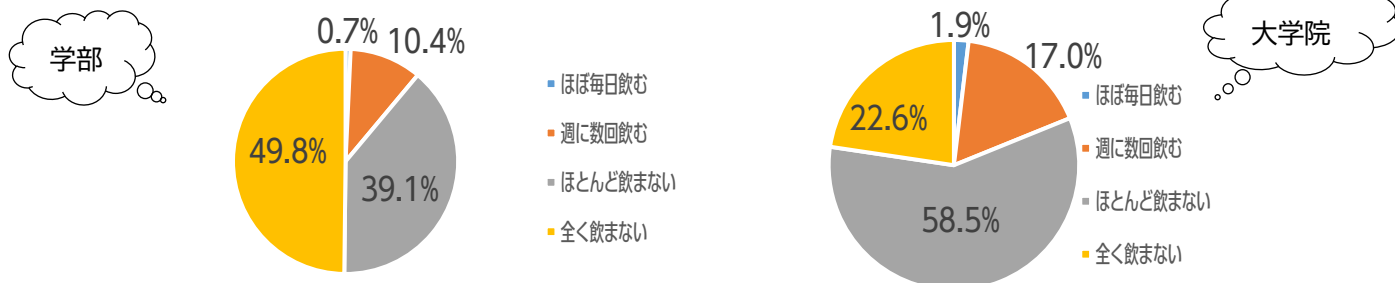 学部
0.7%
10.4%
49.8%
39.1%
ほぼ毎日飲む
週に数回飲む
ほとんど飲まない
全く飲まない
大学院
1.9%
17.0%
22.6%
58.5%
ほぼ毎日飲む
週に数回飲む
ほとんど飲まない
全く飲まない